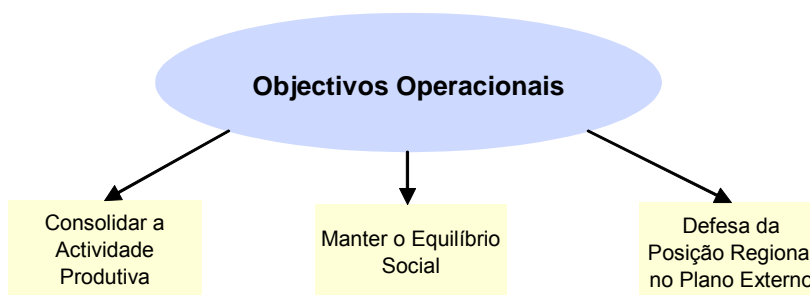 Objectivos Operacionais
Consolidar a
Actividade
Produtiva
Manter o Equilíbrio
Social
Defesa da
Posição Regiona
no Plano Externo